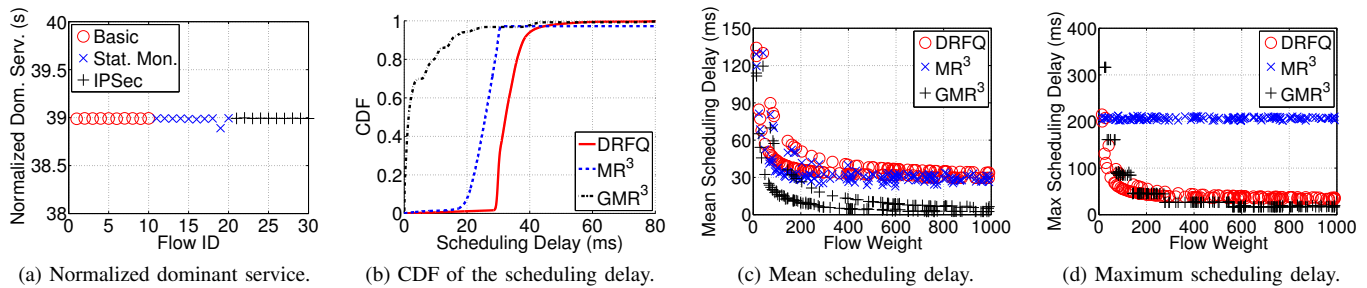 Normalized Dom. Serv. (s)
40
39.5
39
38.5
38
0
5
10
15
20
25
30
Flow ID
Basic
Stat. Mon.
IPSec
(a) Normalized dominant service.
CDF
1
0.8
0.6
0.4
0.2
0
0
20
40
60
80
Scheduling Delay (ms)
DRFQ
MR³
GMR³
(b) CDF of the scheduling delay.
Mean Scheduling Delay (ms)
150
120
90
60
30
0
0
200
400
600
800
1000
Flow Weight
DRFQ
MR³
GMR³
(c) Mean scheduling delay.
Max Scheduling Delay (ms)
400
300
200
100
0
0
200
400
600
800
1000
Flow Weight
DRFQ
MR³
GMR³
(d) Maximum scheduling delay.